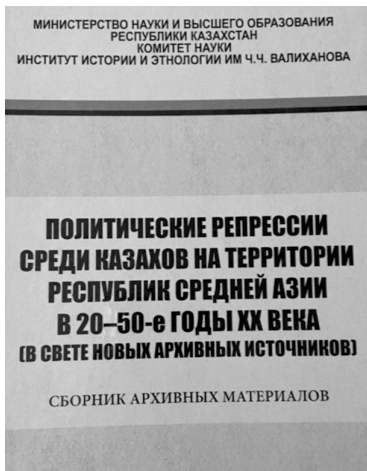 МИНИСТЕРСТВО НАУКИ И ВЫСШЕГО ОБРАЗОВАНИЯ
РЕСПУБЛИКИ КАЗАХСТАН
КОМИТЕТ НАУКИ
ИНСТИТУТ ИСТОРИИ И ЭТНОЛОГИИ ИМ Ч.Ч. ВАЛИХАНОВА
ПОЛИТИЧЕСКИЕ РЕПРЕССИИ
СРЕДИ КАЗАХОВ НА ТЕРРИТОРИИ
РЕСПУБЛИК СРЕДНЕЙ АЗИИ
В 20–50-е ГОДЫ ХХ ВЕКА
(В СВЕТЕ НОВЫХ АРХИВНЫХ ИСТОЧНИКОВ)
СБОРНИК АРХИВНЫХ МАТЕРИАЛОВ